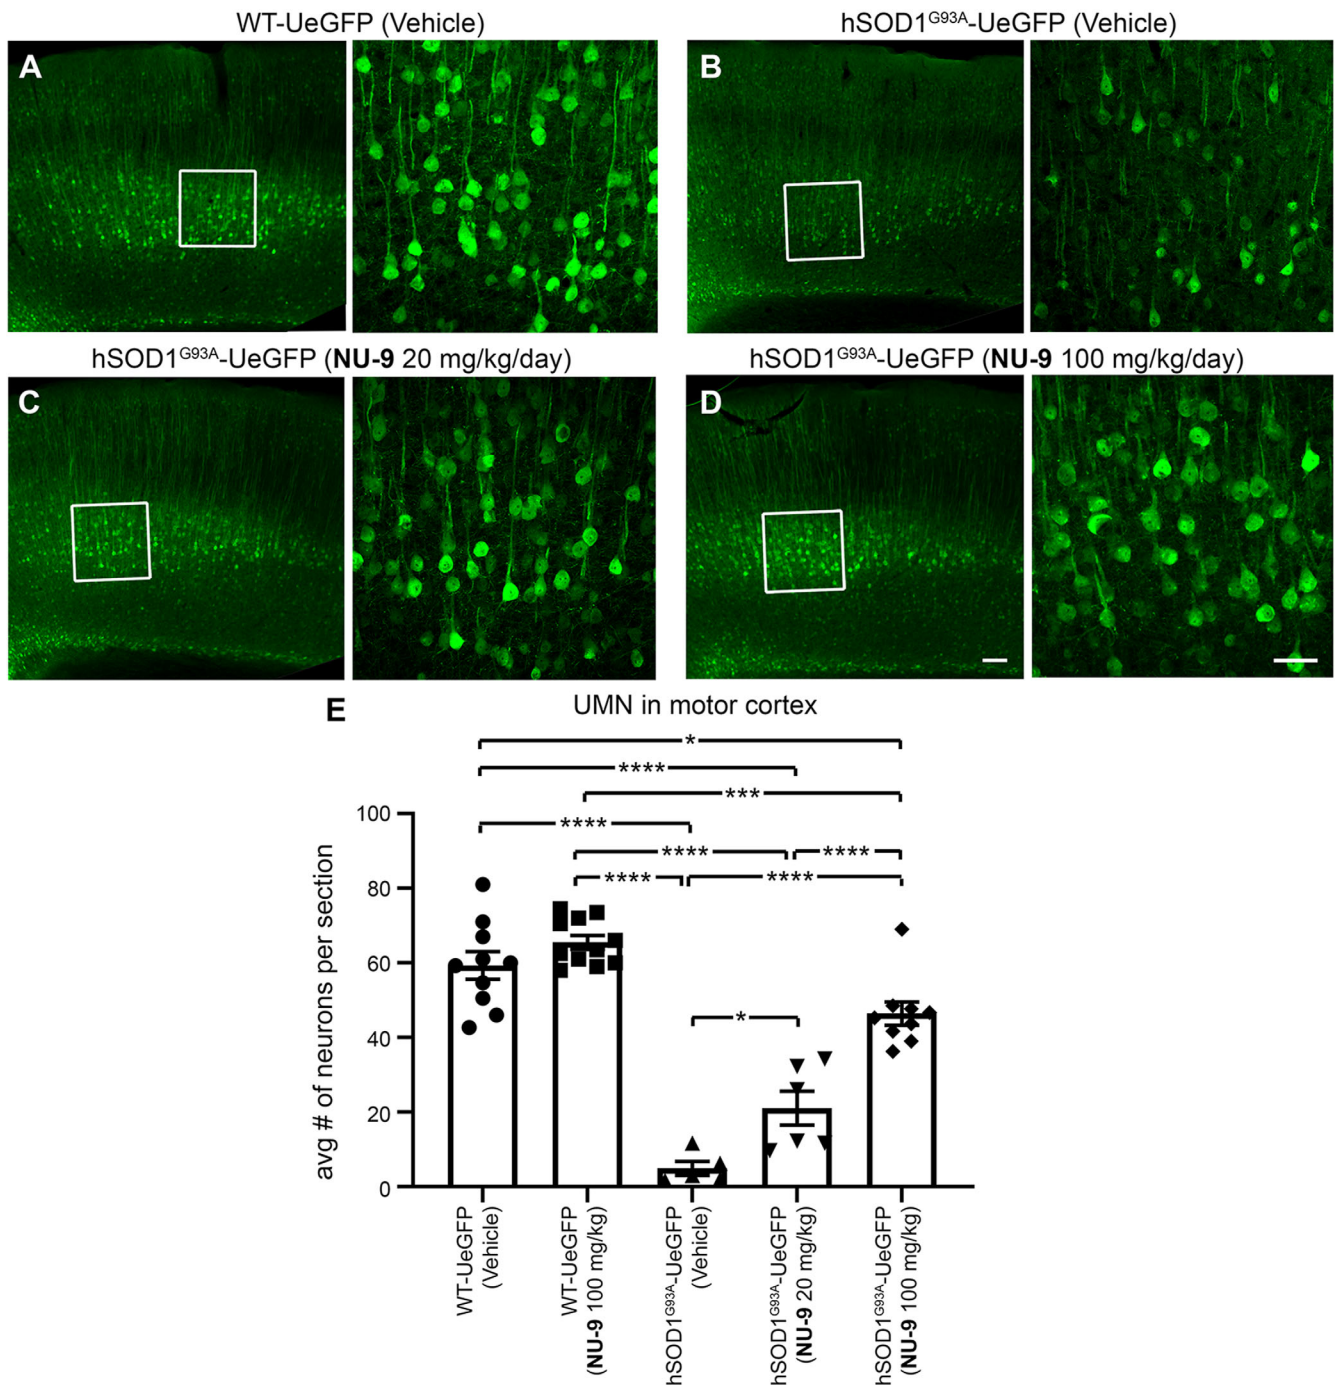 WT-UeGFP (Vehicle)
hSOD1G93A-UeGFP (Vehicle)
A
B
hSOD1G93A-UeGFP (NU-9 20 mg/kg/day)
hSOD1G93A-UeGFP (NU-9 100 mg/kg/day)
C
D
E
UMN in motor cortex
*
****
***
****
****
****
****
****
*
avg # of neurons per section
100
80
60
40
20
0
WT-UeGFP
(Vehicle)
WT-UeGFP
(NU-9 100 mg/kg)
hSOD1G93A-UeGFP
(Vehicle)
hSOD1G93A-UeGFP
(NU-9 20 mg/kg)
hSOD1G93A-UeGFP
(NU-9 100 mg/kg)